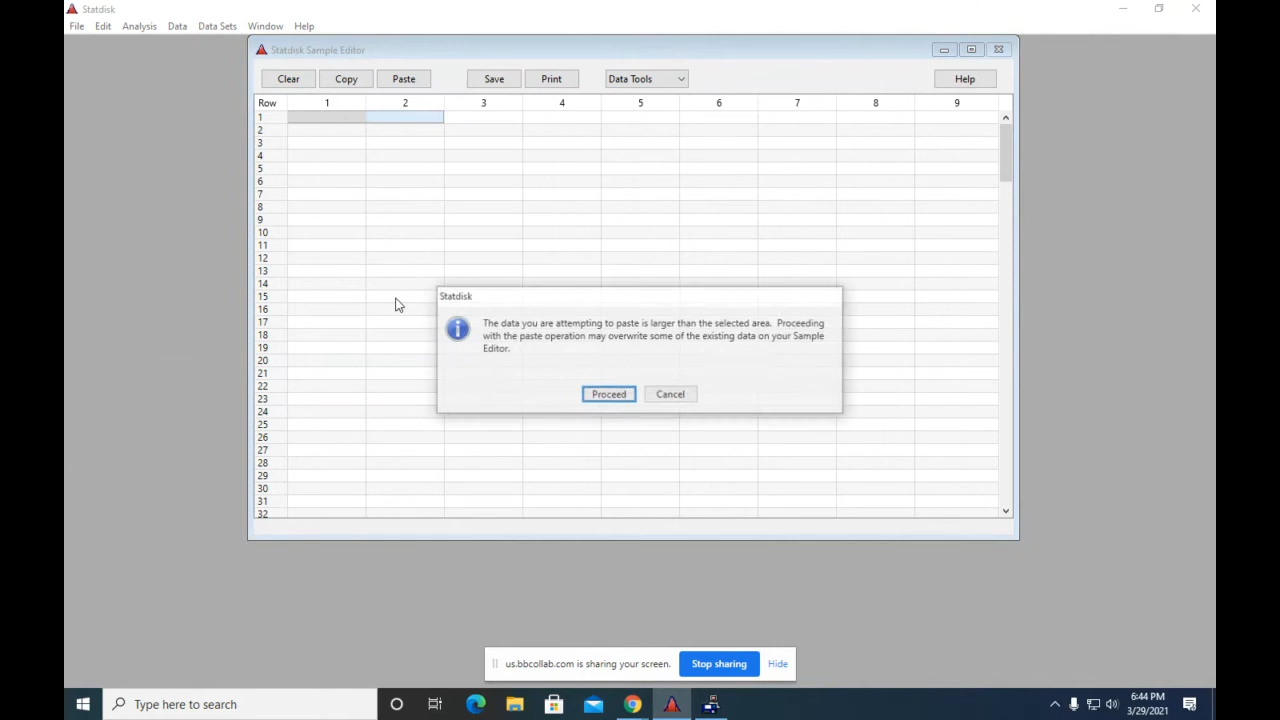 Statdisk
File Edit Analysis Data Data Sets Window Help
Statdisk Sample Editor
Clear Copy Paste Save Print Data Tools Help
Row 1 2 3 4 5 6 7 8 9
1
2
3
4
5
6
7
8
9
10
11
12
13
14
15
16
17
18
19
20
21
22
23
24
25
26
27
28
29
30
31
32
Statdisk
The data you are attempting to paste is larger than the selected area. Proceeding
with the paste operation may overwrite some of the existing data on your Sample
Editor.
Proceed Cancel
us.bbcollab.com is sharing your screen. Stop sharing Hide
Type here to search
6:44 PM
3/29/2021